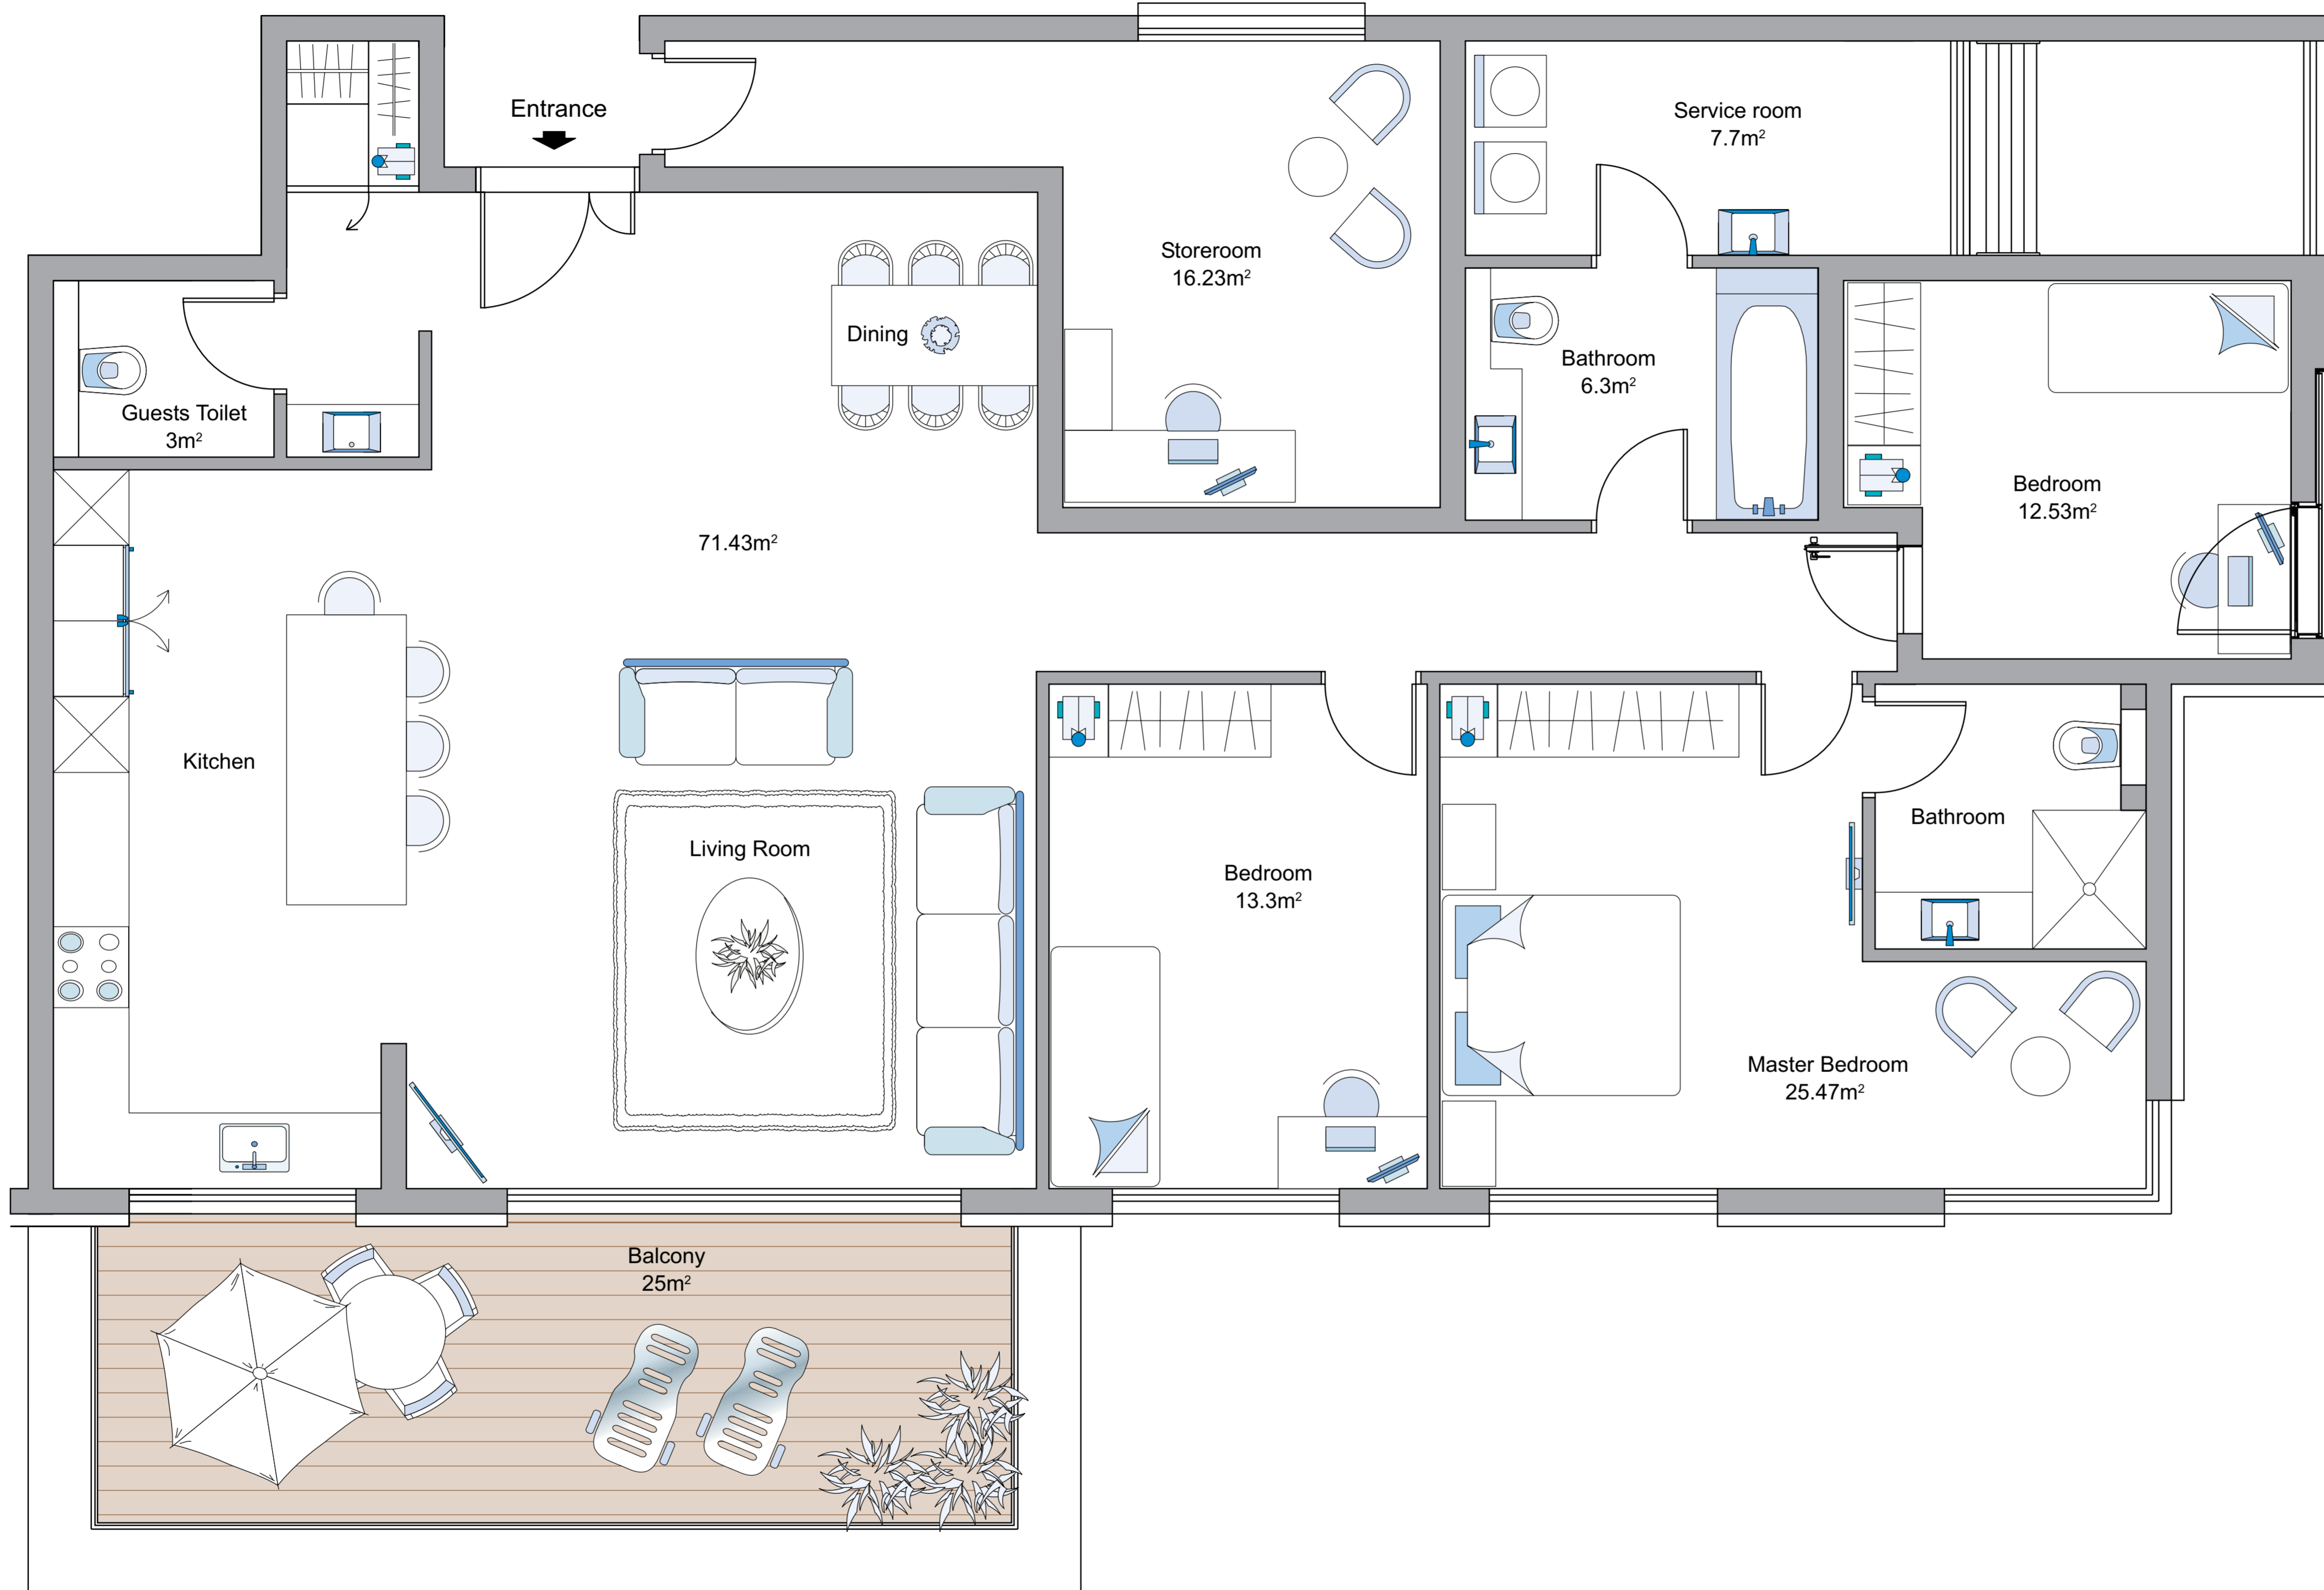 Entrance
Service room
7.7m²
Storeroom
16.23m²
Dining
Bathroom
6.3m²
Guests Toilet
3m²
Bedroom
12.53m²
71.43m²
Kitchen
Living Room
Bedroom
13.3m²
Bathroom
Master Bedroom
25.47m²
Balcony
25m²